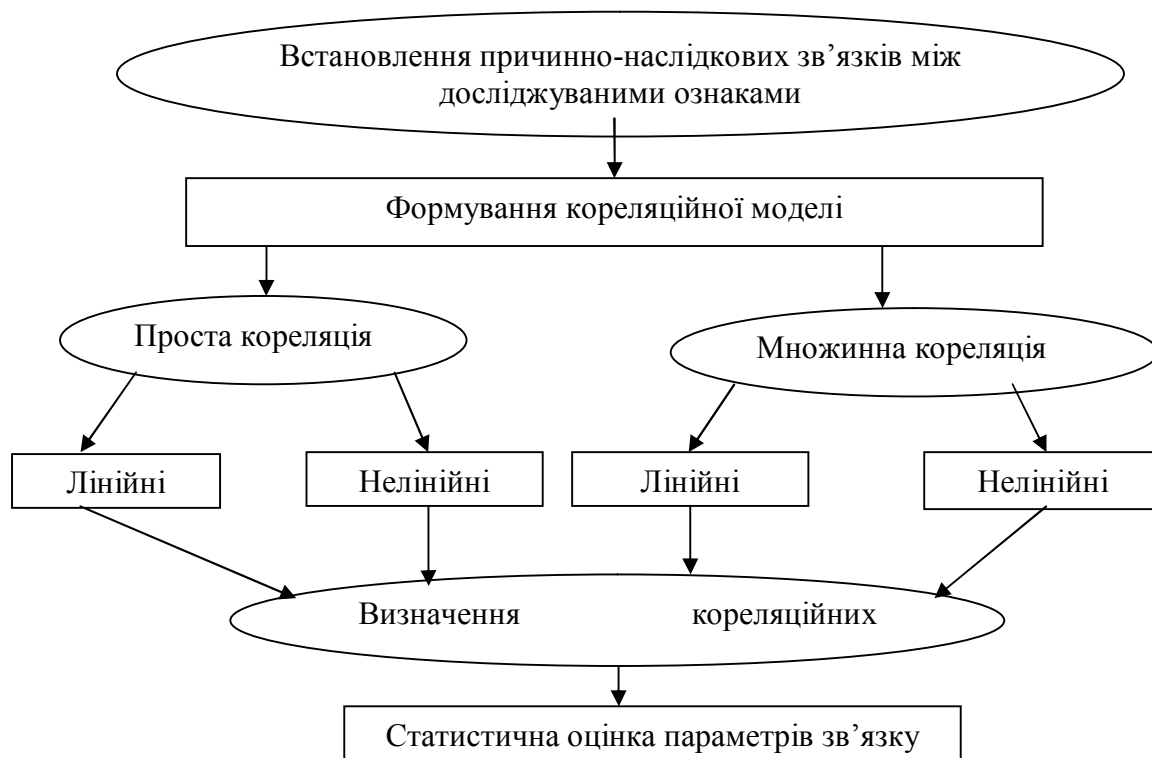 Встановлення причинно-наслідкових зв’язків між
досліджуваними ознаками
Формування кореляційної моделі
Проста кореляція
Множинна кореляція
Лінійні
Нелінійні
Лінійні
Нелінійні
Визначення кореляційних
Статистична оцінка параметрів зв’язку